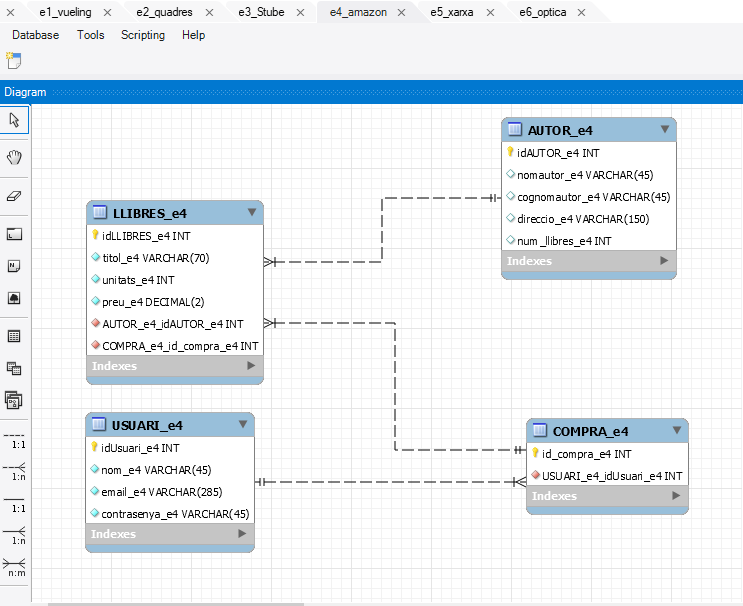 e1_vueling e2_quadres e3_Stube e4_amazon e5_xarxa e6_optica
Database Tools Scripting Help
Diagram
AUTOR_e4
idAUTOR_e4 INT
nomautor_e4 VARCHAR(45)
cognomautor_e4 VARCHAR(45)
direccio_e4 VARCHAR(150)
num_llibres_e4 INT
Indexes
LLIBRES_e4
idLLIBRES_e4 INT
titol_e4 VARCHAR(70)
unitats_e4 INT
preu_e4 DECIMAL(2)
AUTOR_e4_idAUTOR_e4 INT
COMPRA_e4_id_compra_e4 INT
Indexes
USUARI_e4
idUsuari_e4 INT
nom_e4 VARCHAR(45)
email_e4 VARCHAR(285)
contrasenya_e4 VARCHAR(45)
Indexes
COMPRA_e4
id_compra_e4 INT
USUARI_e4_idUsuari_e4 INT
Indexes
1:1
1:n
1:1
1:n
n:m